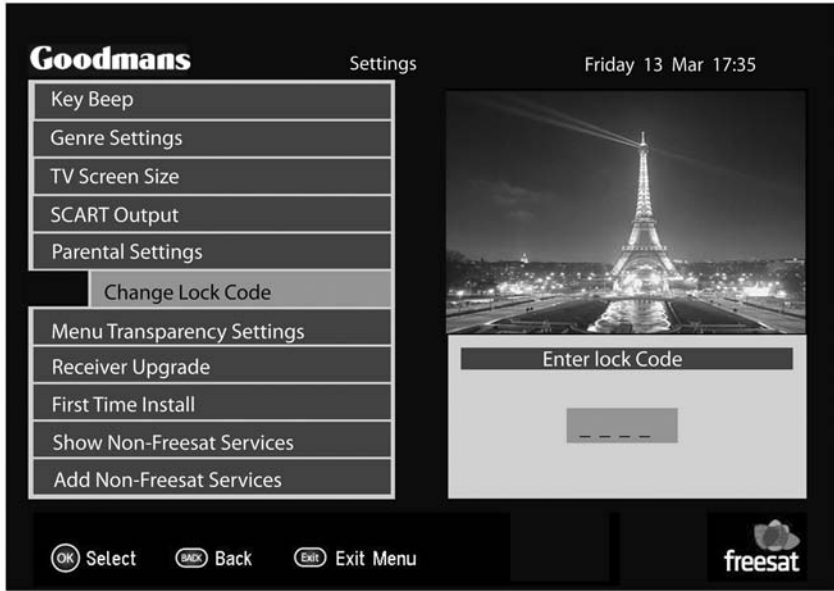 Goodmans
Settings
Friday 13 Mar 17:35
Key Beep
Genre Settings
TV Screen Size
SCART Output
Parental Settings
Change Lock Code
Menu Transparency Settings
Receiver Upgrade
First Time Install
Show Non-Freesat Services
Add Non-Freesat Services
Enter lock Code
_ _ _ _
OK Select BACK Back Exit Exit Menu
freesat